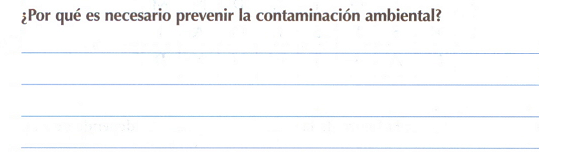 ¿Por qué es necesario prevenir la contaminación ambiental?